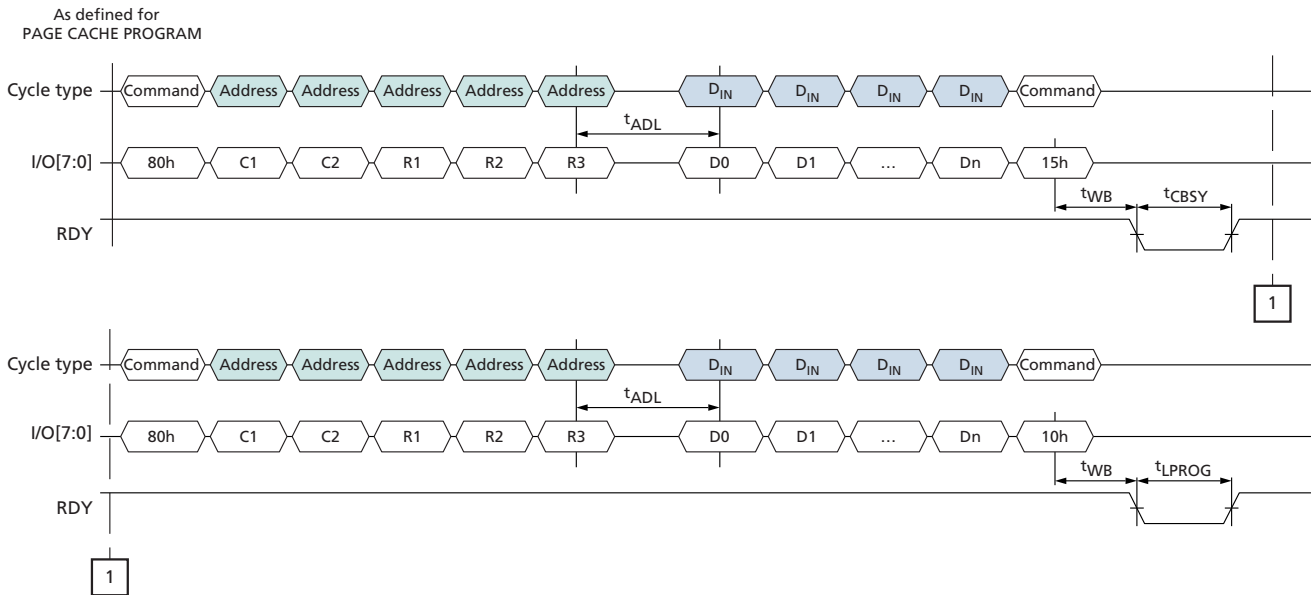 As defined for
PAGE CACHE PROGRAM
Cycle type Command Address Address Address Address Address DIN DIN DIN DIN Command
tADL
I/O[7:0] 80h C1 C2 R1 R2 R3 D0 D1 … Dn 15h
tWB tCBSY
RDY
1
Cycle type Command Address Address Address Address Address DIN DIN DIN DIN Command
tADL
I/O[7:0] 80h C1 C2 R1 R2 R3 D0 D1 … Dn 10h
tWB tLPROG
RDY
1